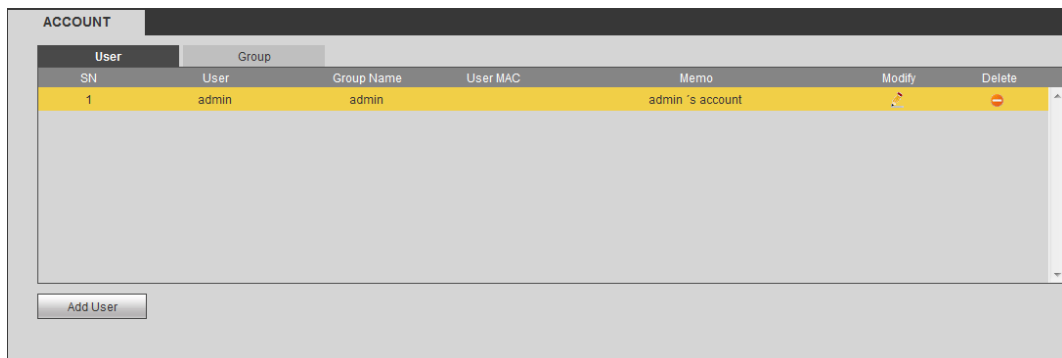 ACCOUNT
User Group
SN User Group Name User MAC Memo Modify Delete
1 admin admin admin ´s account
Add User